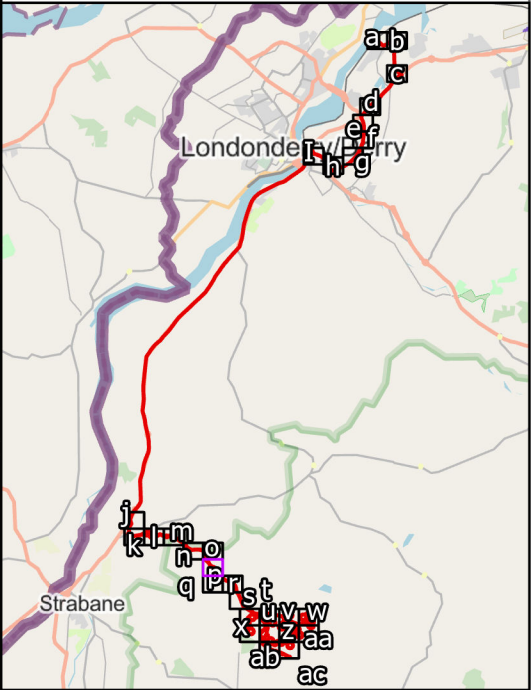 a b
c
d
e f
Londonderry/Derry
I h g
j
k l m
n o
q p r
s t
u v w
x z aa
ab
ac
Strabane